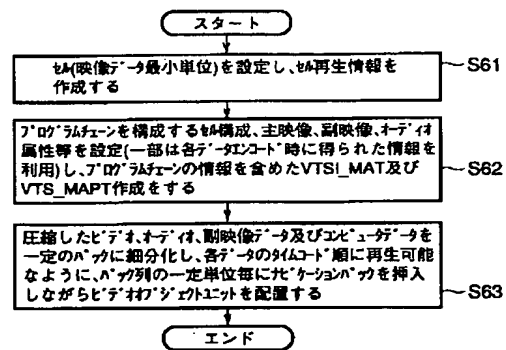 スタート
ｾﾙ(映像ﾃﾞｰﾀ最小単位)を設定し、ｾﾙ再生情報を
作成する
S61
ﾌﾟﾛｸﾞﾗﾑﾁｪｰﾝを構成するｾﾙ構成、主映像、副映像、ｵｰﾃﾞｨｵ
属性等を設定(一部は各ﾃﾞｰﾀｴﾝｺｰﾄﾞ時に得られた情報を
利用)し、ﾌﾟﾛｸﾞﾗﾑﾁｪｰﾝの情報を含めたVTSI_MAT及び
VTS_MAPT作成をする
S62
圧縮したﾋﾞﾃﾞｵ、ｵｰﾃﾞｨｵ、副映像ﾃﾞｰﾀ及びｺﾝﾋﾟｭｰﾀﾃﾞｰﾀを
一定のﾊﾟｯｸに細分化し、各ﾃﾞｰﾀのﾀｲﾑｺｰﾄﾞ順に再生可能
なように、ﾊﾟｯｸ列の一定単位毎にﾅﾋﾞｹﾞｰｼｮﾝﾊﾟｯｸを挿入
しながらﾋﾞﾃﾞｵｵﾌﾞｼﾞｪｸﾄﾕﾆｯﾄを配置する
S63
エンド